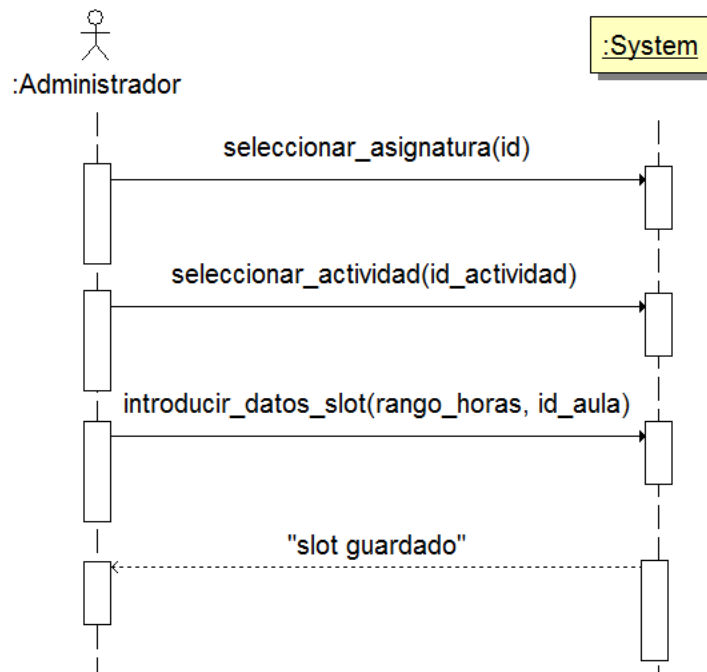 :Administrador
:System
seleccionar_asignatura(id)
seleccionar_actividad(id_actividad)
introducir_datos_slot(rango_horas, id_aula)
"slot guardado"